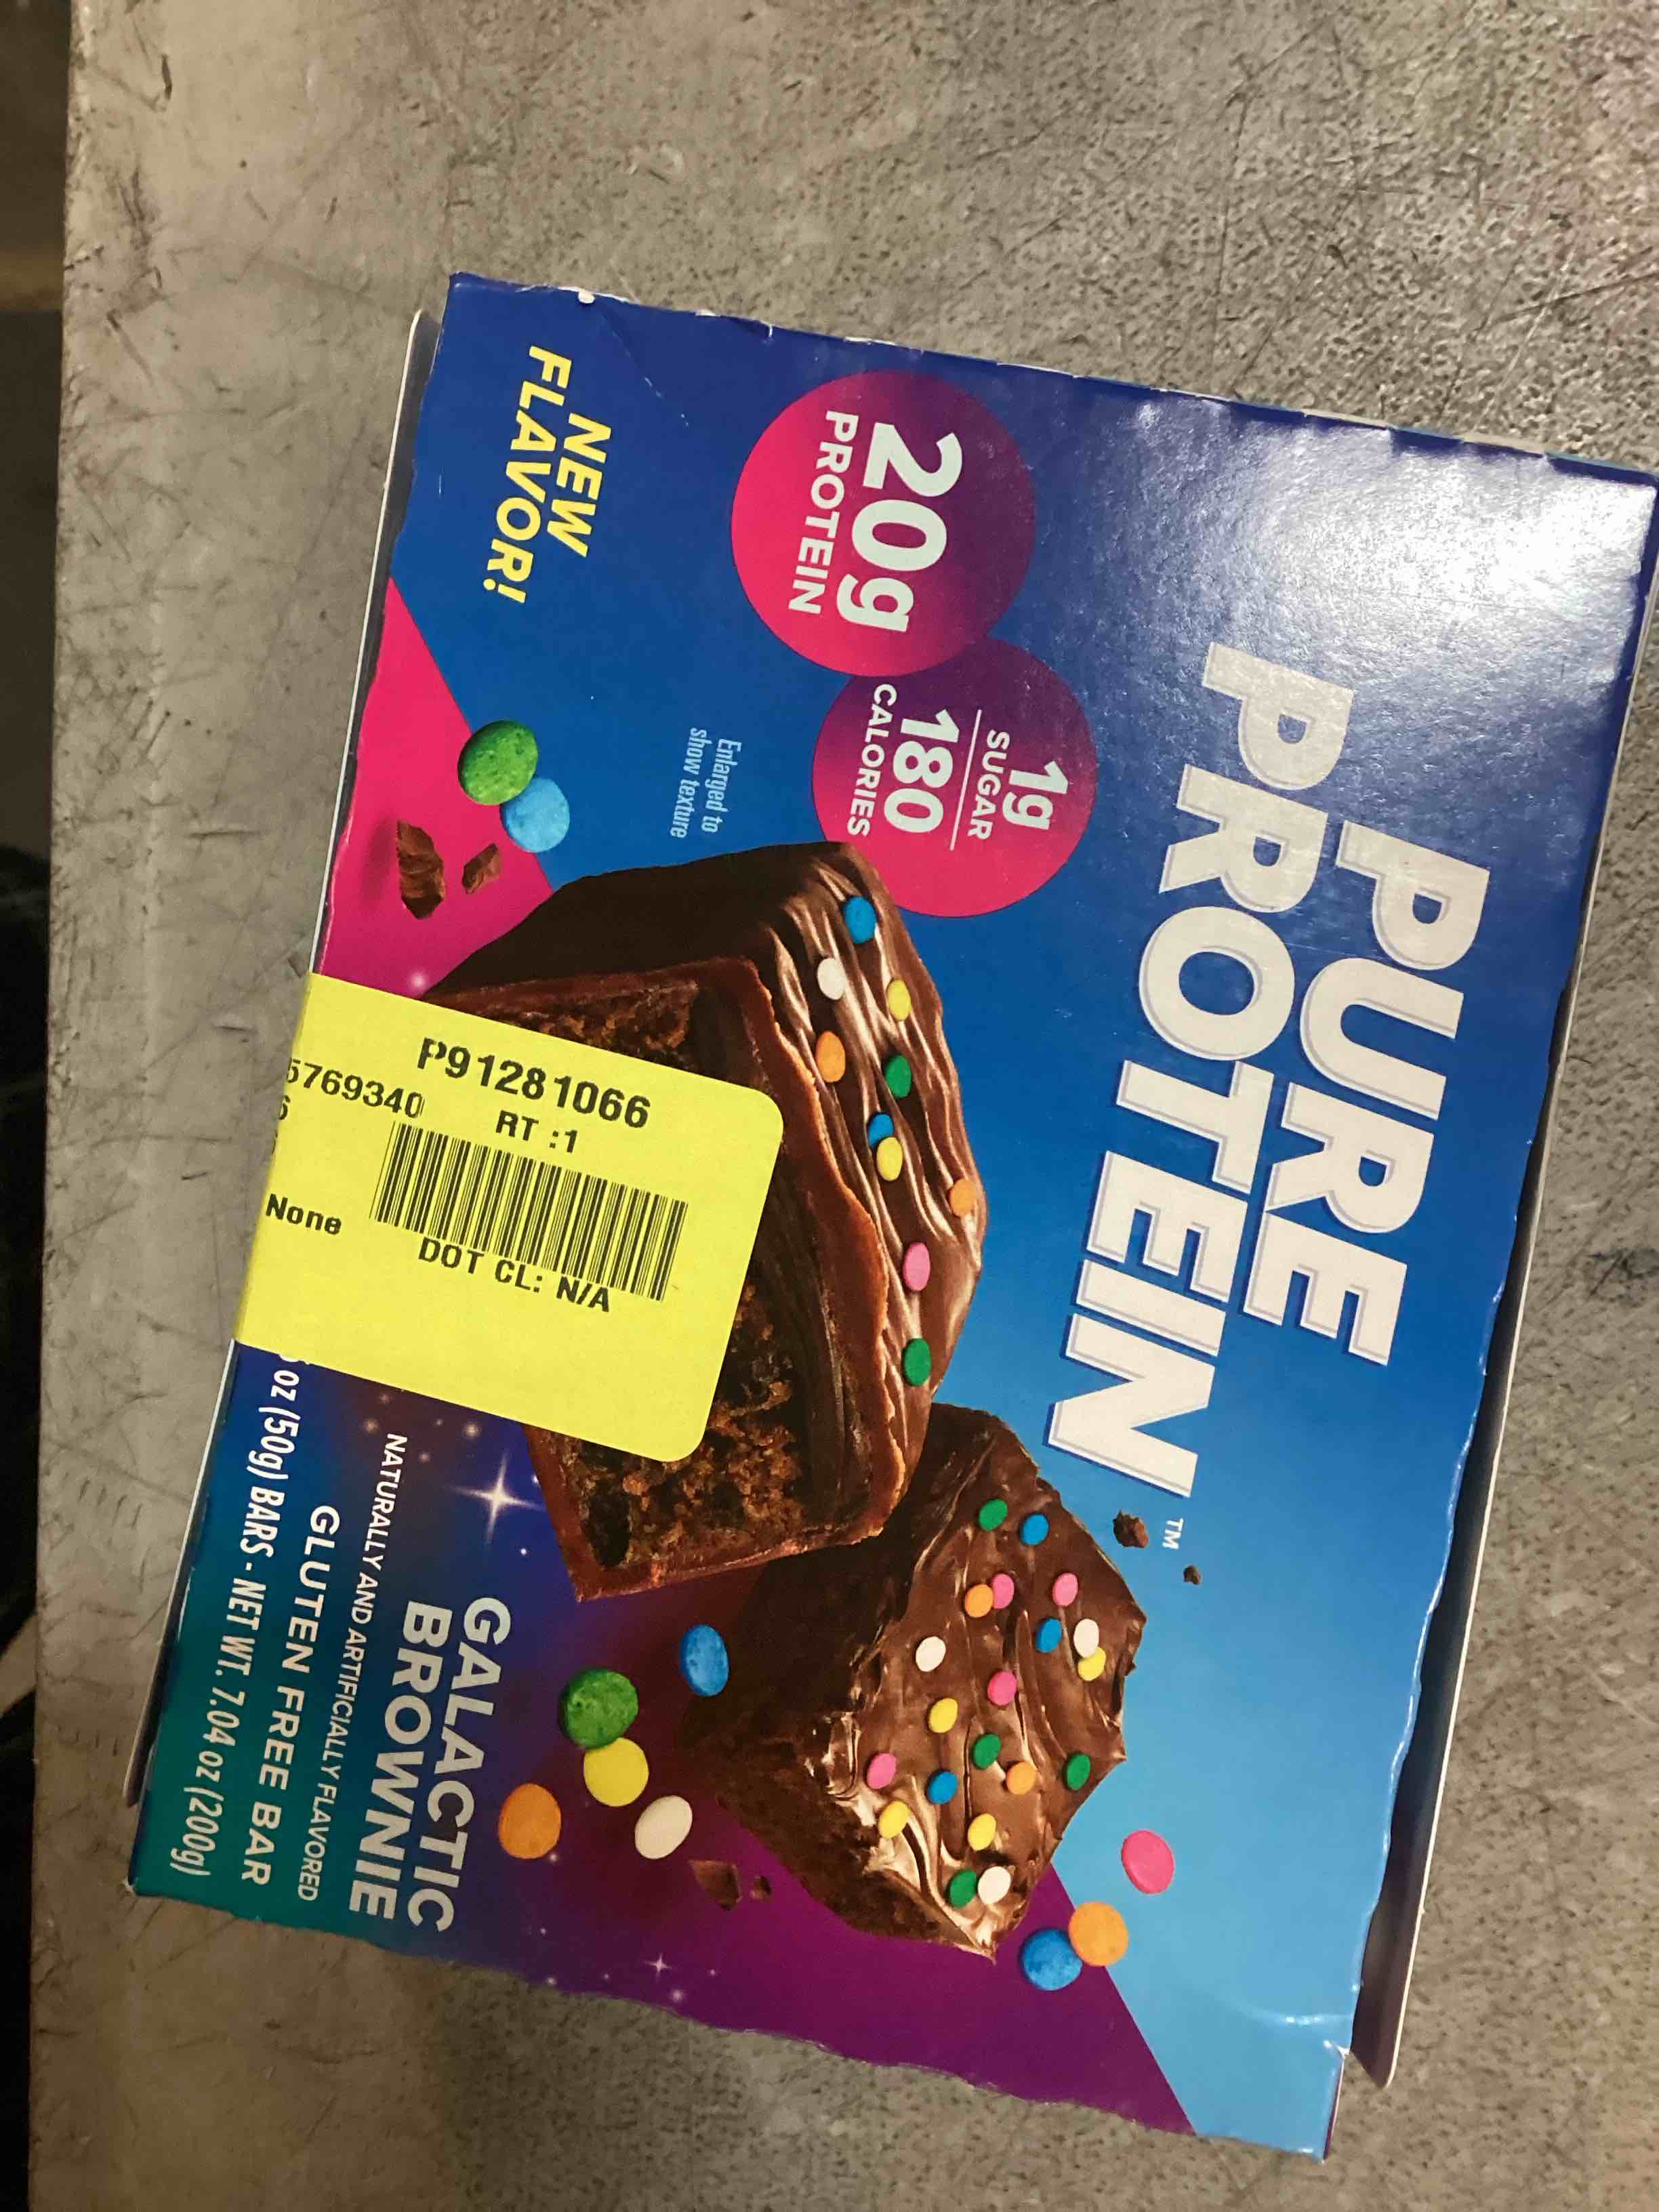 PURE
PROTEIN™
20g
PROTEIN
1g
SUGAR
180
CALORIES
Enlarged to
show texture
NEW
FLAVOR!
P91281066
5769340
RT :1
6
None
DOT CL: N/A
GALACTIC
BROWNIE
NATURALLY AND ARTIFICIALLY FLAVORED
GLUTEN FREE BAR
oz (50g) BARS - NET WT. 7.04 oz (200g)